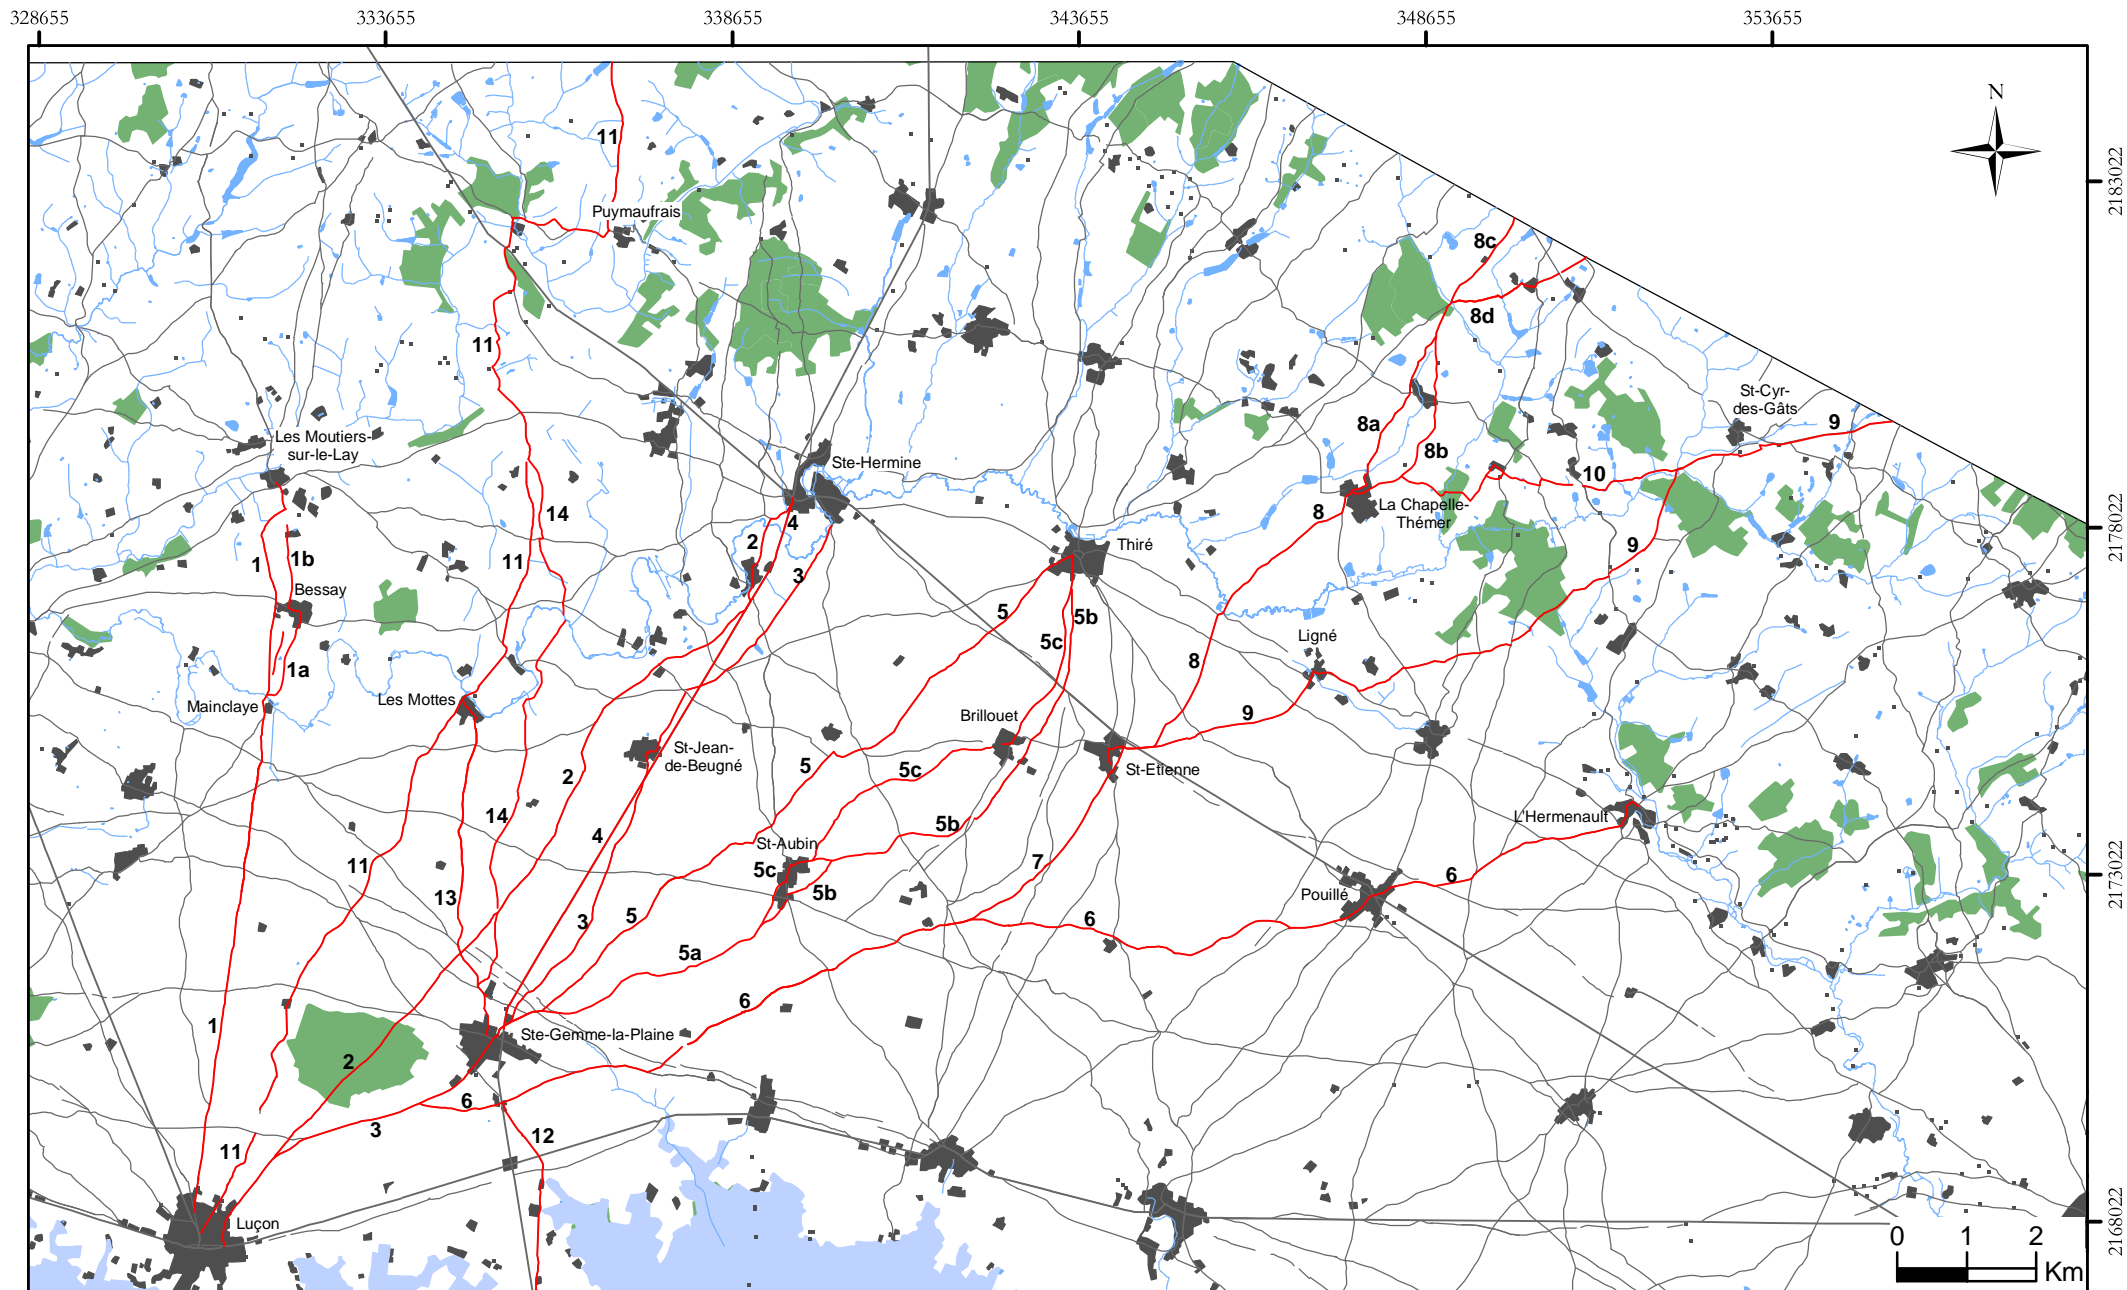 328655
333655
338655
343655
348655
353655
N
11
2183022
Puymaufrais
8c
8d
11
St-Cyr-
des-Gâts
9
8a
Les Moutiers-
sur-le-Lay
8b
Ste-Hermine
10
La Chapelle-
Thémer
8
14
4
2178022
2
Thiré
9
1
1b
11
3
Bessay
5
5b
5c
Ligné
8
1a
Mainclaye
Les Mottes
9
Brillouet
St-Jean-
de-Beugné
5
5c
St-Etienne
2
14
L'Hermenault
4
5b
St-Aubin
11
7
5c
5b
6
13
Pouillé
2173022
3
5
6
5a
6
1
Ste-Gemme-la-Plaine
2
6
3
12
11
Luçon
2168022
0
1
2
Km